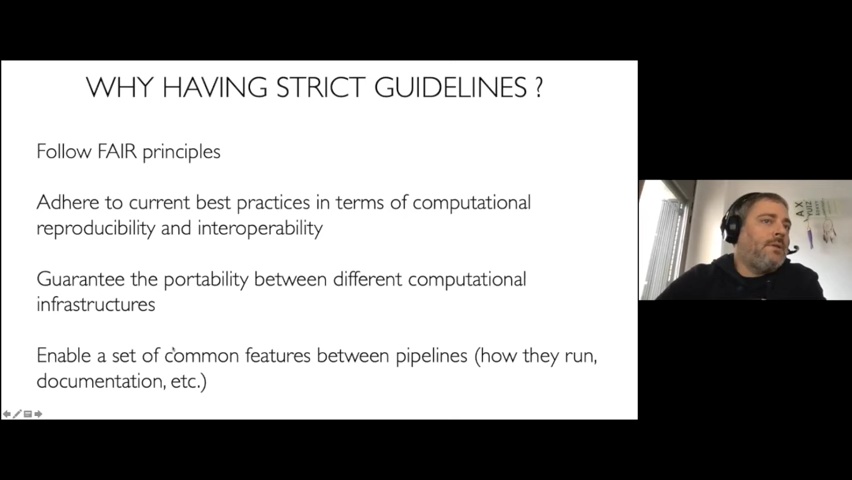 WHY HAVING STRICT GUIDELINES ?
Follow FAIR principles
Adhere to current best practices in terms of computational
reproducibility and interoperability
Guarantee the portability between different computational
infrastructures
Enable a set of common features between pipelines (how they run,
documentation, etc.)